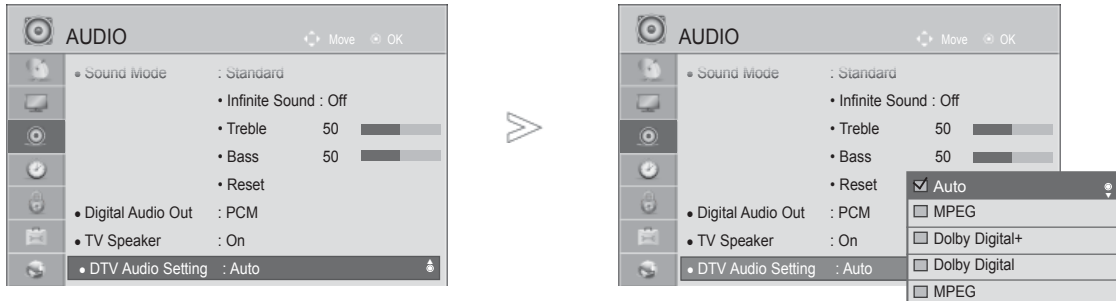 AUDIO Move OK
• Sound Mode : Standard
• Infinite Sound : Off
• Treble 50
• Bass 50
• Reset
• Digital Audio Out : PCM
• TV Speaker : On
• DTV Audio Setting : Auto
AUDIO Move OK
• Sound Mode : Standard
• Infinite Sound : Off
• Treble 50
• Bass 50
• Reset
• Digital Audio Out : PCM
• TV Speaker : On
• DTV Audio Setting : Auto
Auto
MPEG
Dolby Digital+
Dolby Digital
MPEG